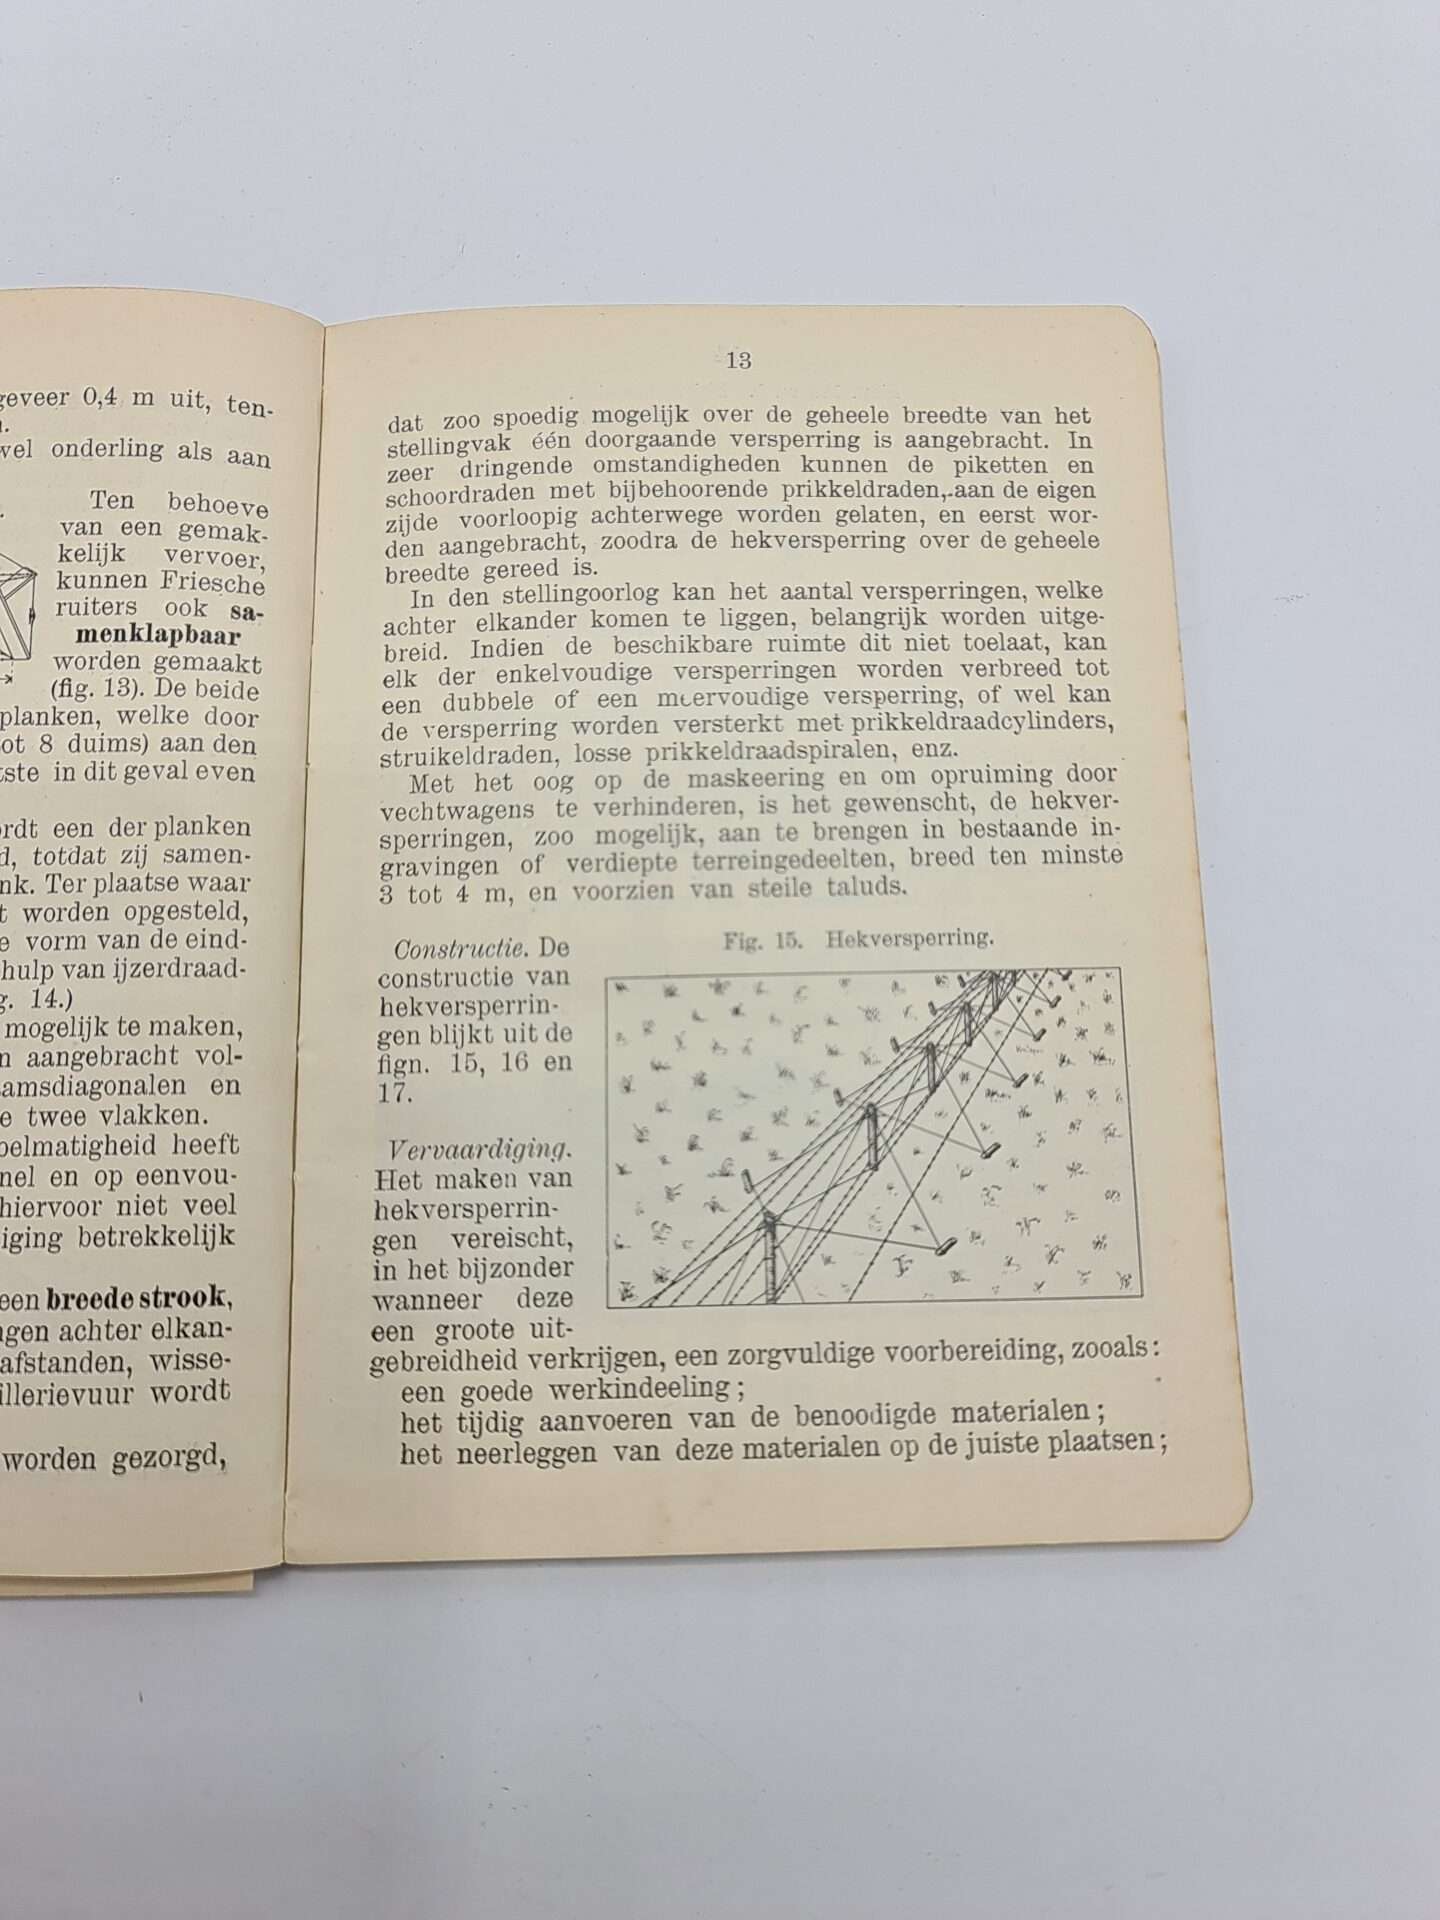 geveer 0,4 m uit, ten-
wel onderling als aan
Ten behoeve
van een gemak-
kelijk vervoer,
kunnen Friesche
ruiters ook sa-
menklapbaar
worden gemaakt
(fig. 13). De beide
planken, welke door
tot 8 duims) aan den
in dit geval even
een der planken
totdat zij samen-
Ter plaatse waar
worden opgesteld,
vorm van de eind-
hulp van ijzerdraad-
14.)
mogelijk te maken,
aangebracht vol-
amsdiagonalen en
twee vlakken.
oelmatigheid heeft
nel en op eenvou-
hiervoor niet veel
iging betrekkelijk
een breede strook,
ngen achter elkan-
afstanden, wisse-
illerievuur wordt
worden gezorgd,
13
dat zoo spoedig mogelijk over de geheele breedte van het
stellingvak één doorgaande versperring is aangebracht. In
zeer dringende omstandigheden kunnen de piketten en
schoordraden met bijbehoorende prikkeldraden, aan de eigen
zijde voorloopig achterwege worden gelaten, en eerst wor-
den aangebracht, zoodra de hekversperring over de geheele
breedte gereed is.
In den stellingoorlog kan het aantal versperringen, welke
achter elkander komen te liggen, belangrijk worden uitge-
breid. Indien de beschikbare ruimte dit niet toelaat, kan
elk der enkelvoudige versperringen worden verbreed tot
een dubbele of een meervoudige versperring, of wel kan
de versperring worden versterkt met prikkeldraadcylinders,
struikeldraden, losse prikkeldraadspiralen, enz.
Met het oog op de maskeering en om opruiming door
vechtwagens te verhinderen, is het gewenscht, de hekver-
sperringen, zoo mogelijk, aan te brengen in bestaande in-
gravingen of verdiepte terreingedeelten, breed ten minste
3 tot 4 m, en voorzien van steile taluds.
Constructie. De
constructie van
hekversperrin-
gen blijkt uit de
fign. 15, 16 en
17.
Fig. 15. Hekversperring.
Vervaardiging.
Het maken van
hekversperrin-
gen vereischt,
in het bijzonder
wanneer deze
een groote uit-
gebreidheid verkrijgen, een zorgvuldige voorbereiding, zooals:
een goede werkindeeling;
het tijdig aanvoeren van de benoodigde materialen;
het neerleggen van deze materialen op de juiste plaatsen;